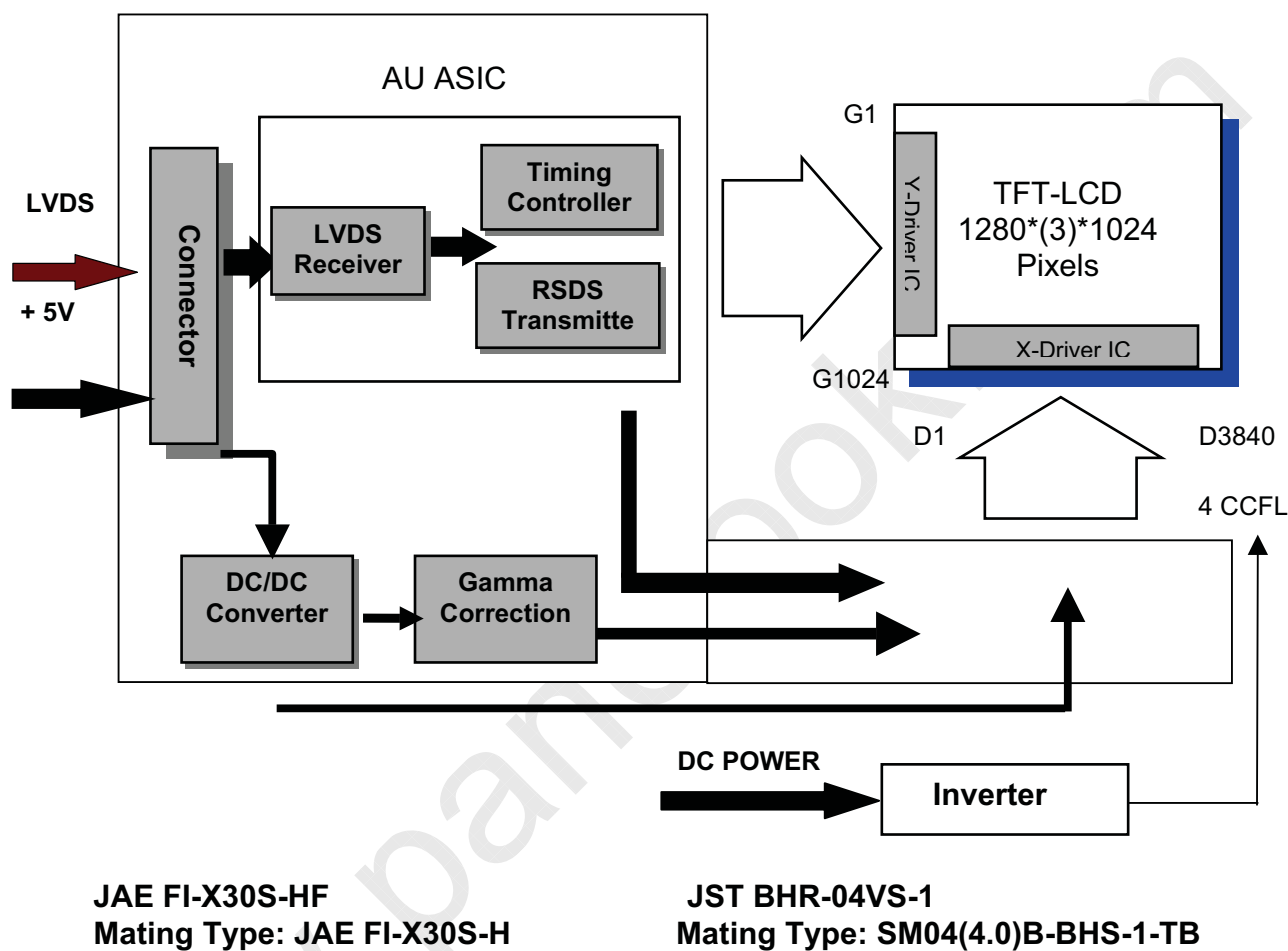 AU ASIC
G1
LVDS
+ 5V
Connector
LVDS
Receiver
Timing
Controller
RSDS
Transmitte
Y-Driver IC
TFT-LCD
1280*(3)*1024
Pixels
X-Driver IC
G1024
D1
D3840
4 CCFL
DC/DC
Converter
Gamma
Correction
DC POWER
Inverter
JAE FI-X30S-HF
Mating Type: JAE FI-X30S-H
JST BHR-04VS-1
Mating Type: SM04(4.0)B-BHS-1-TB